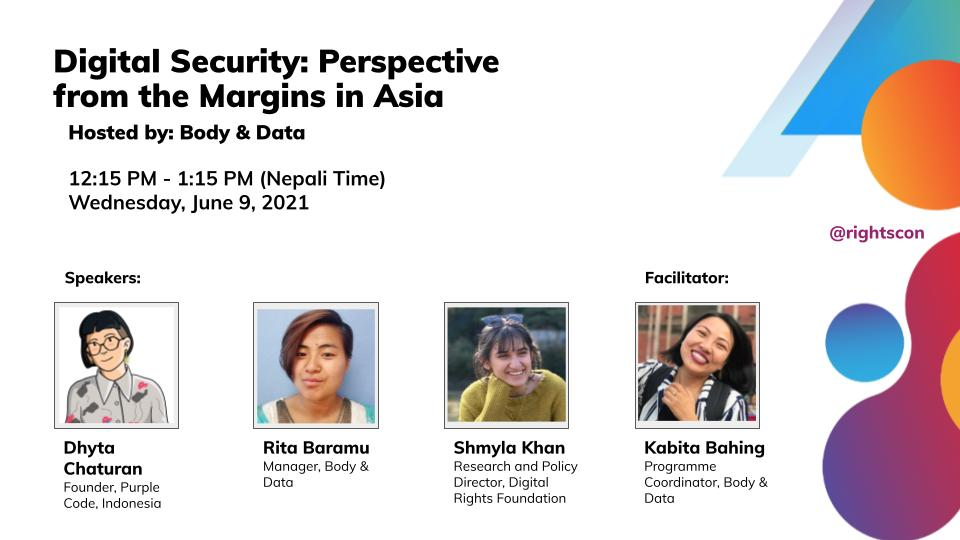 Digital Security: Perspective
from the Margins in Asia
Hosted by: Body & Data
12:15 PM - 1:15 PM (Nepali Time)
Wednesday, June 9, 2021
@rightscon
Speakers:
Facilitator:
Dhyta
Chaturan
Founder, Purple
Code, Indonesia
Rita Baramu
Manager, Body &
Data
Shmyla Khan
Research and Policy
Director, Digital
Rights Foundation
Kabita Bahing
Programme
Coordinator, Body &
Data